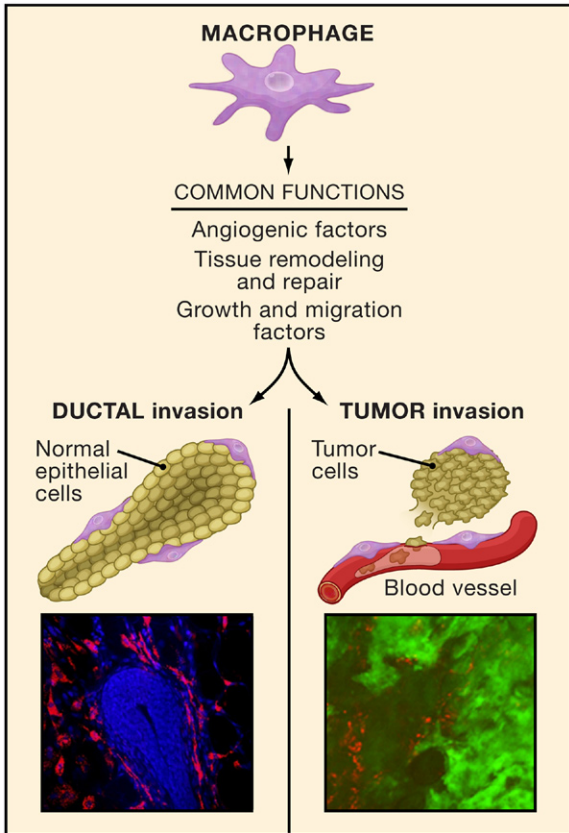 MACROPHAGE
COMMON FUNCTIONS
Angiogenic factors
Tissue remodeling
and repair
Growth and migration
factors
DUCTAL invasion
Normal
epithelial
cells
TUMOR invasion
Tumor
cells
Blood vessel